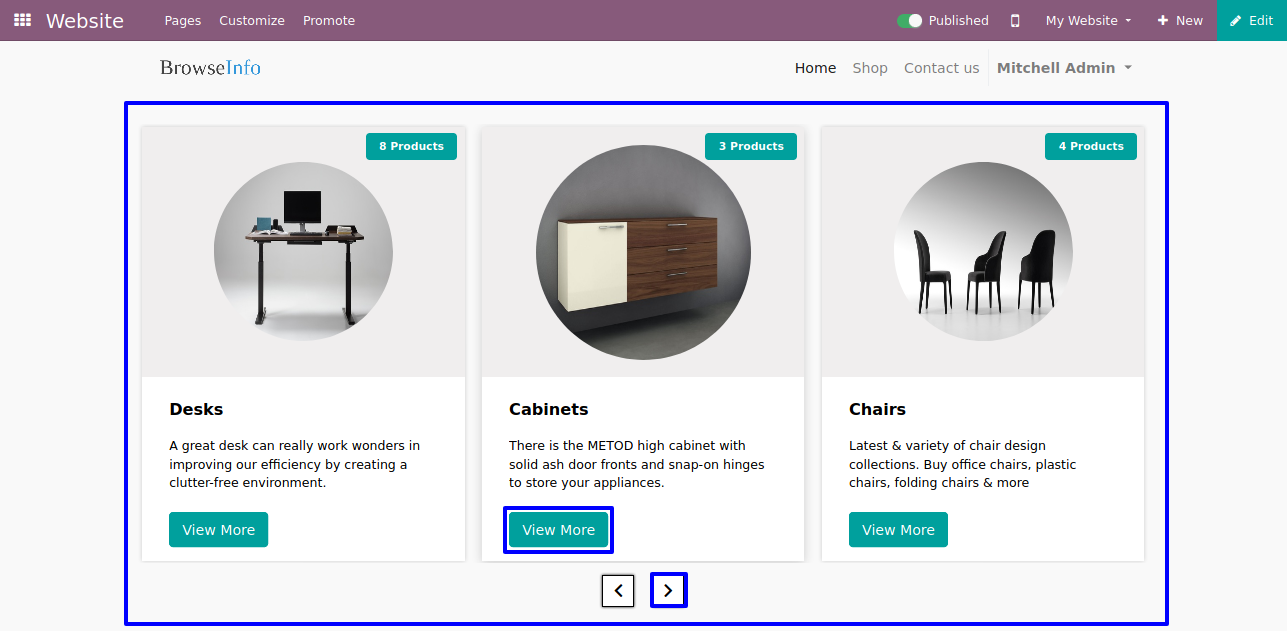 Website Pages Customize Promote Published My Website New Edit
BrowseInfo Home Shop Contact us Mitchell Admin
8 Products
3 Products
4 Products
Desks
A great desk can really work wonders in
improving our efficiency by creating a
clutter-free environment.
View More
Cabinets
There is the METOD high cabinet with
solid ash door fronts and snap-on hinges
to store your appliances.
View More
Chairs
Latest & variety of chair design
collections. Buy office chairs, plastic
chairs, folding chairs & more
View More